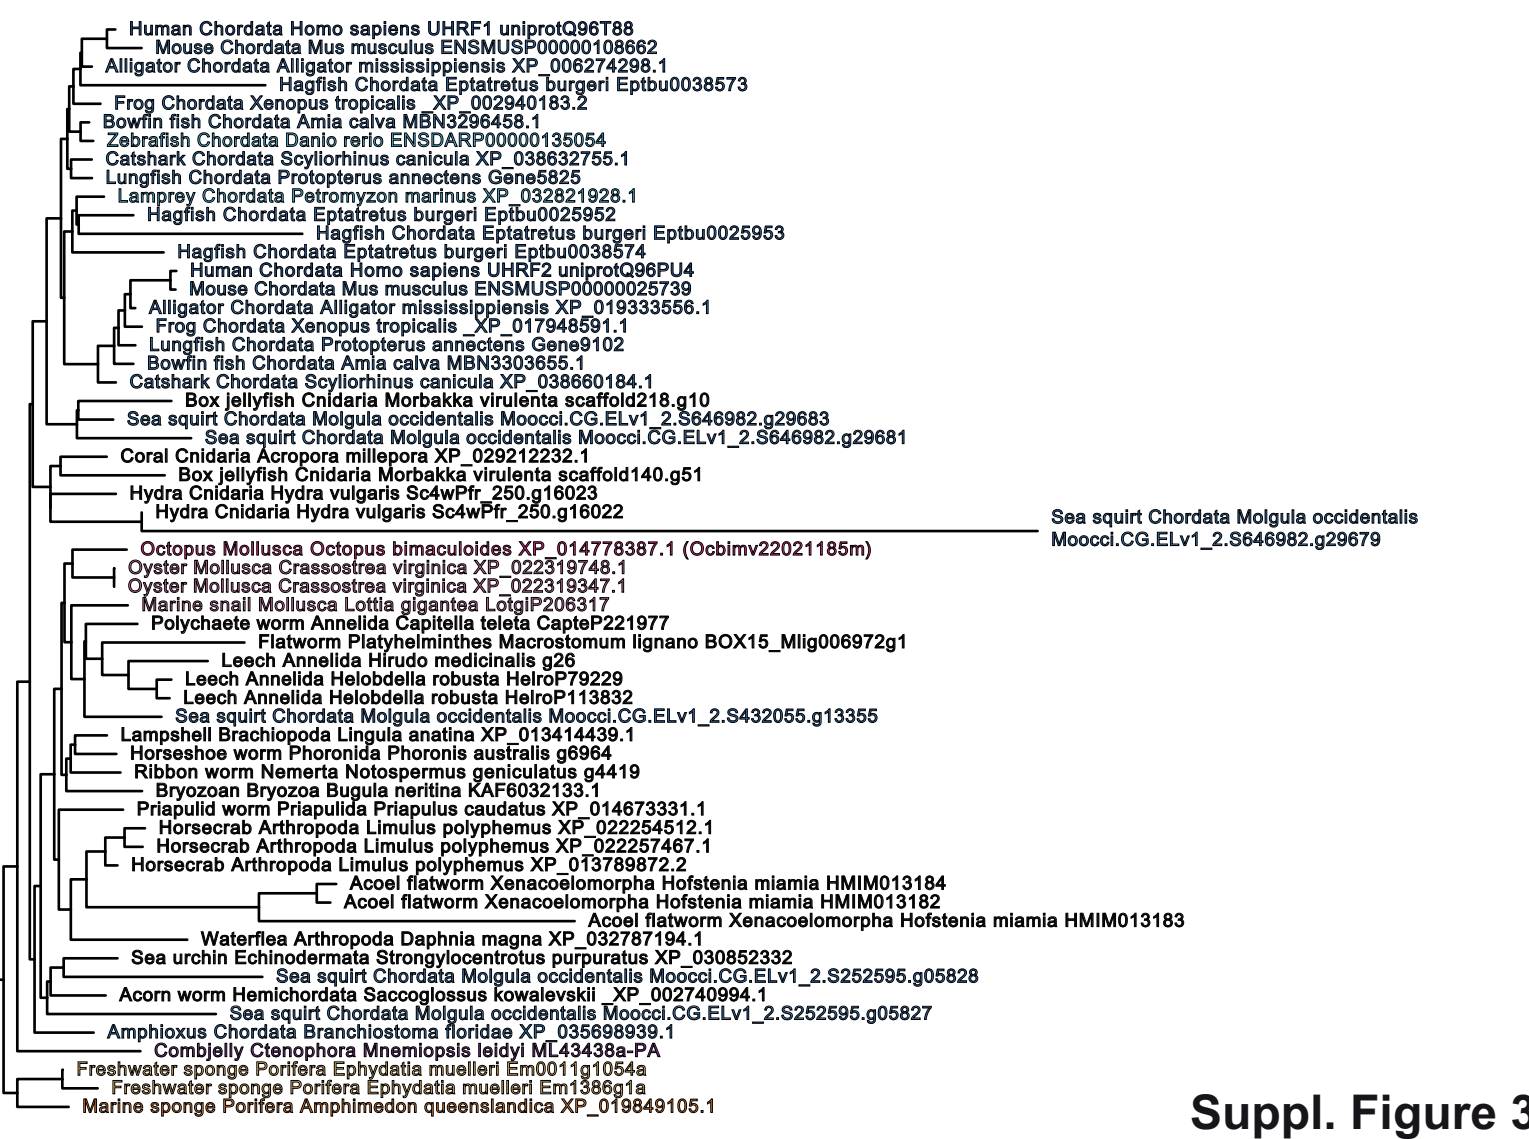 Human Chordata Homo sapiens UHRF1 uniprotQ96T88
Mouse Chordata Mus musculus ENSMUSP00000108662
Alligator Chordata Alligator mississippiensis XP_006274298.1
Hagfish Chordata Eptatretus burgeri Eptbu0038573
Frog Chordata Xenopus tropicalis _XP_002940183.2
Bowfin fish Chordata Amia calva MBN3296458.1
Zebrafish Chordata Danio rerio ENSDARP00000135054
Catshark Chordata Scyliorhinus canicula XP_038632755.1
Lungfish Chordata Protopterus annectens Gene5825
Lamprey Chordata Petromyzon marinus XP_032821928.1
Hagfish Chordata Eptatretus burgeri Eptbu0025952
Hagfish Chordata Eptatretus burgeri Eptbu0025953
Hagfish Chordata Eptatretus burgeri Eptbu0038574
Human Chordata Homo sapiens UHRF2 uniprotQ96PU4
Mouse Chordata Mus musculus ENSMUSP00000025739
Alligator Chordata Alligator mississippiensis XP_019333556.1
Frog Chordata Xenopus tropicalis _XP_017948591.1
Lungfish Chordata Protopterus annectens Gene9102
Bowfin fish Chordata Amia calva MBN3303655.1
Catshark Chordata Scyliorhinus canicula XP_038660184.1
Box jellyfish Cnidaria Morbakka virulenta scaffold218.g10
Sea squirt Chordata Molgula occidentalis Moocci.CG.ELv1_2.S646982.g29683
Sea squirt Chordata Molgula occidentalis Moocci.CG.ELv1_2.S646982.g29681
Coral Cnidaria Acropora millepora XP_029212232.1
Box jellyfish Cnidaria Morbakka virulenta scaffold140.g51
Hydra Cnidaria Hydra vulgaris Sc4wPfr_250.g16023
Hydra Cnidaria Hydra vulgaris Sc4wPfr_250.g16022
Sea squirt Chordata Molgula occidentalis
Moocci.CG.ELv1_2.S646982.g29679
Octopus Mollusca Octopus bimaculoides XP_014778387.1 (Ocbimv22021185m)
Oyster Mollusca Crassostrea virginica XP_022319748.1
Oyster Mollusca Crassostrea virginica XP_022319347.1
Marine snail Mollusca Lottia gigantea LotgiP206317
Polychaete worm Annelida Capitella teleta CapteP221977
Flatworm Platyhelminthes Macrostomum lignano BOX15_Mlig006972g1
Leech Annelida Hirudo medicinalis g26
Leech Annelida Helobdella robusta HelroP79229
Leech Annelida Helobdella robusta HelroP113832
Sea squirt Chordata Molgula occidentalis Moocci.CG.ELv1_2.S432055.g13355
Lampshell Brachiopoda Lingula anatina XP_013414439.1
Horseshoe worm Phoronida Phoronis australis g6964
Ribbon worm Nemerta Notospermus geniculatus g4419
Bryozoan Bryozoa Bugula neritina KAF6032133.1
Priapulid worm Priapulida Priapulus caudatus XP_014673331.1
Horsecrab Arthropoda Limulus polyphemus XP_022254512.1
Horsecrab Arthropoda Limulus polyphemus XP_022257467.1
Horsecrab Arthropoda Limulus polyphemus XP_013789872.2
Acoel flatworm Xenacoelomorpha Hofstenia miamia HMIM013184
Acoel flatworm Xenacoelomorpha Hofstenia miamia HMIM013182
Acoel flatworm Xenacoelomorpha Hofstenia miamia HMIM013183
Waterflea Arthropoda Daphnia magna XP_032787194.1
Sea urchin Echinodermata Strongylocentrotus purpuratus XP_030852332
Sea squirt Chordata Molgula occidentalis Moocci.CG.ELv1_2.S252595.g05828
Acorn worm Hemichordata Saccoglossus kowalevskii _XP_002740994.1
Sea squirt Chordata Molgula occidentalis Moocci.CG.ELv1_2.S252595.g05827
Amphioxus Chordata Branchiostoma floridae XP_035698939.1
Combjelly Ctenophora Mnemiopsis leidyi ML43438a-PA
Freshwater sponge Porifera Ephydatia muelleri Em0011g1054a
Freshwater sponge Porifera Ephydatia muelleri Em1386g1a
Marine sponge Porifera Amphimedon queenslandica XP_019849105.1
Suppl. Figure 3